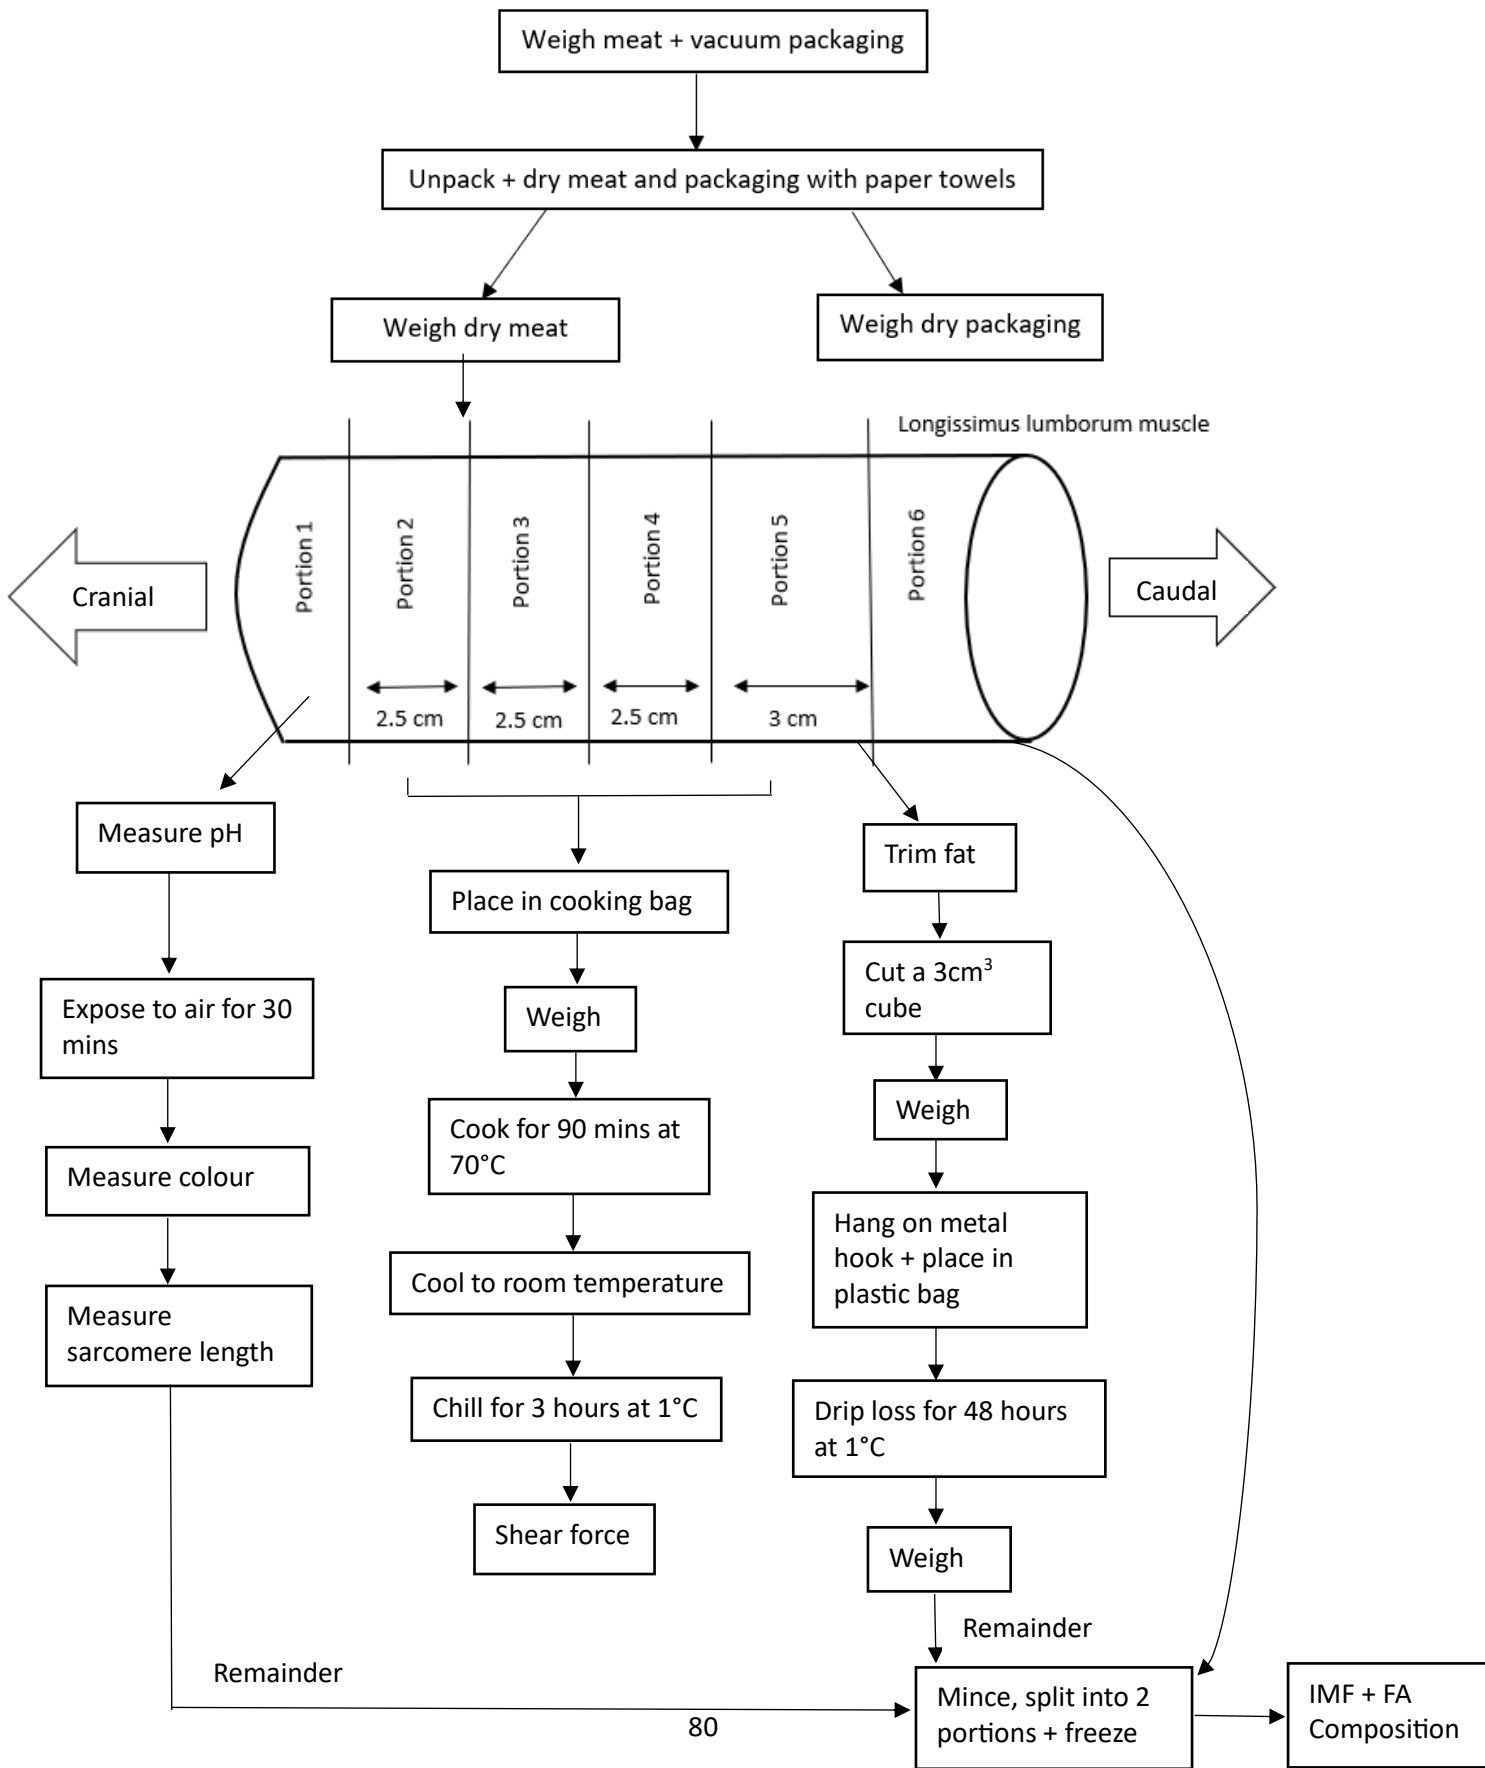 Weigh meat + vacuum packaging
Unpack + dry meat and packaging with paper towels
Weigh dry meat
Weigh dry packaging
Longissimus lumborum muscle
Cranial
Portion 1
Portion 2
Portion 3
Portion 4
Portion 5
Portion 6
Caudal
2.5 cm
2.5 cm
2.5 cm
3 cm
Measure pH
Expose to air for 30
mins
Measure colour
Measure
sarcomere length
Remainder
Place in cooking bag
Weigh
Cook for 90 mins at
70°C
Cool to room temperature
Chill for 3 hours at 1°C
Shear force
Trim fat
Cut a 3cm³
cube
Weigh
Hang on metal
hook + place in
plastic bag
Drip loss for 48 hours
at 1°C
Weigh
Remainder
Mince, split into 2
portions + freeze
IMF + FA
Composition
80